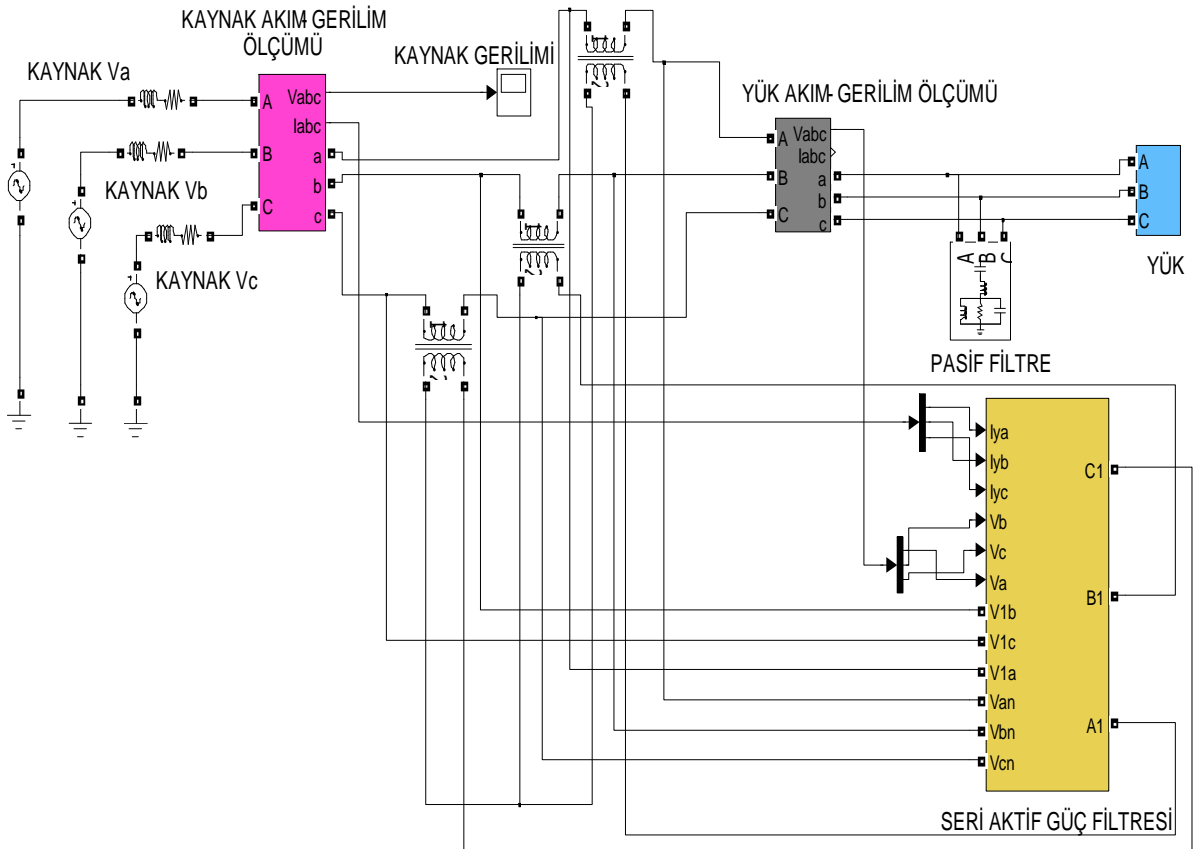 KAYNAK AKIM-GERİLİM
ÖLÇÜMÜ
KAYNAK GERİLİMİ
KAYNAK Va
A
B
C
Vabc
Iabc
a
b
c
KAYNAK Vb
KAYNAK Vc
YÜK AKIM-GERİLİM ÖLÇÜMÜ
A
B
C
Vabc
Iabc
a
b
c
A
B
C
YÜK
A
B
C
PASİF FİLTRE
Iya
Iyb
Iyc
Vb
Vc
Va
V1b
V1c
V1a
Van
Vbn
Vcn
C1
B1
A1
SERİ AKTİF GÜÇ FİLTRESİ